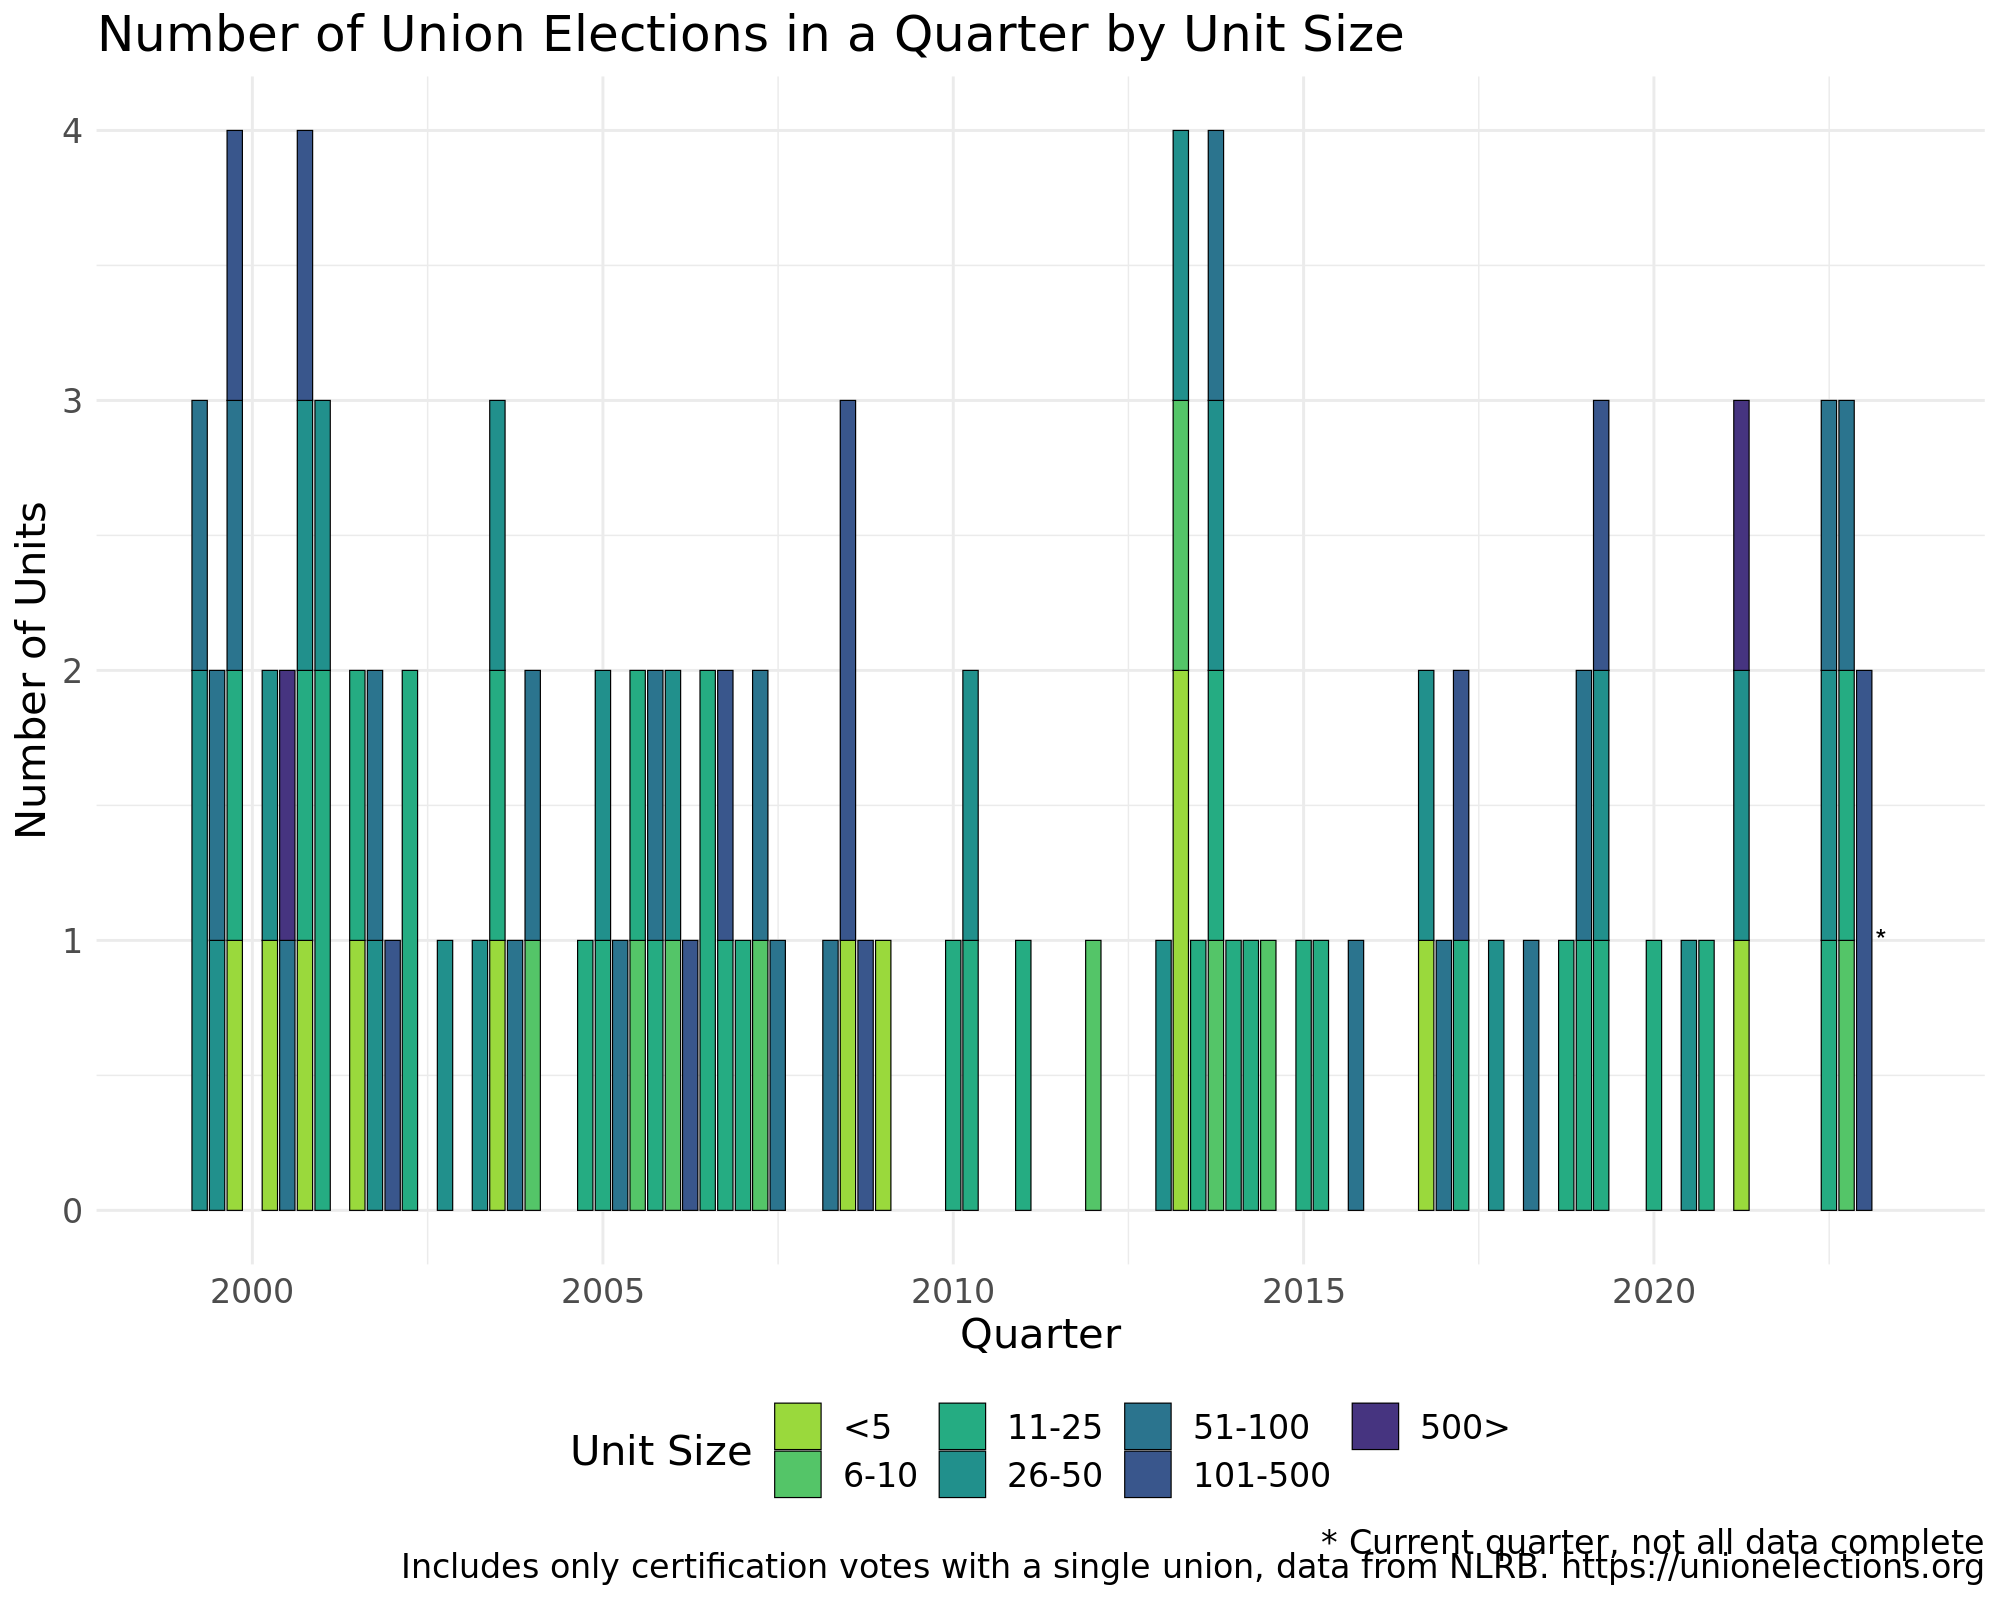 Number of Union Elections in a Quarter by Unit Size
Number of Units
4
3
2
1
0
*
2000 2005 2010 2015 2020
Quarter
Unit Size
<5 11-25 51-100 500>
6-10 26-50 101-500
* Current quarter, not all data complete
Includes only certification votes with a single union, data from NLRB. https://unionelections.org